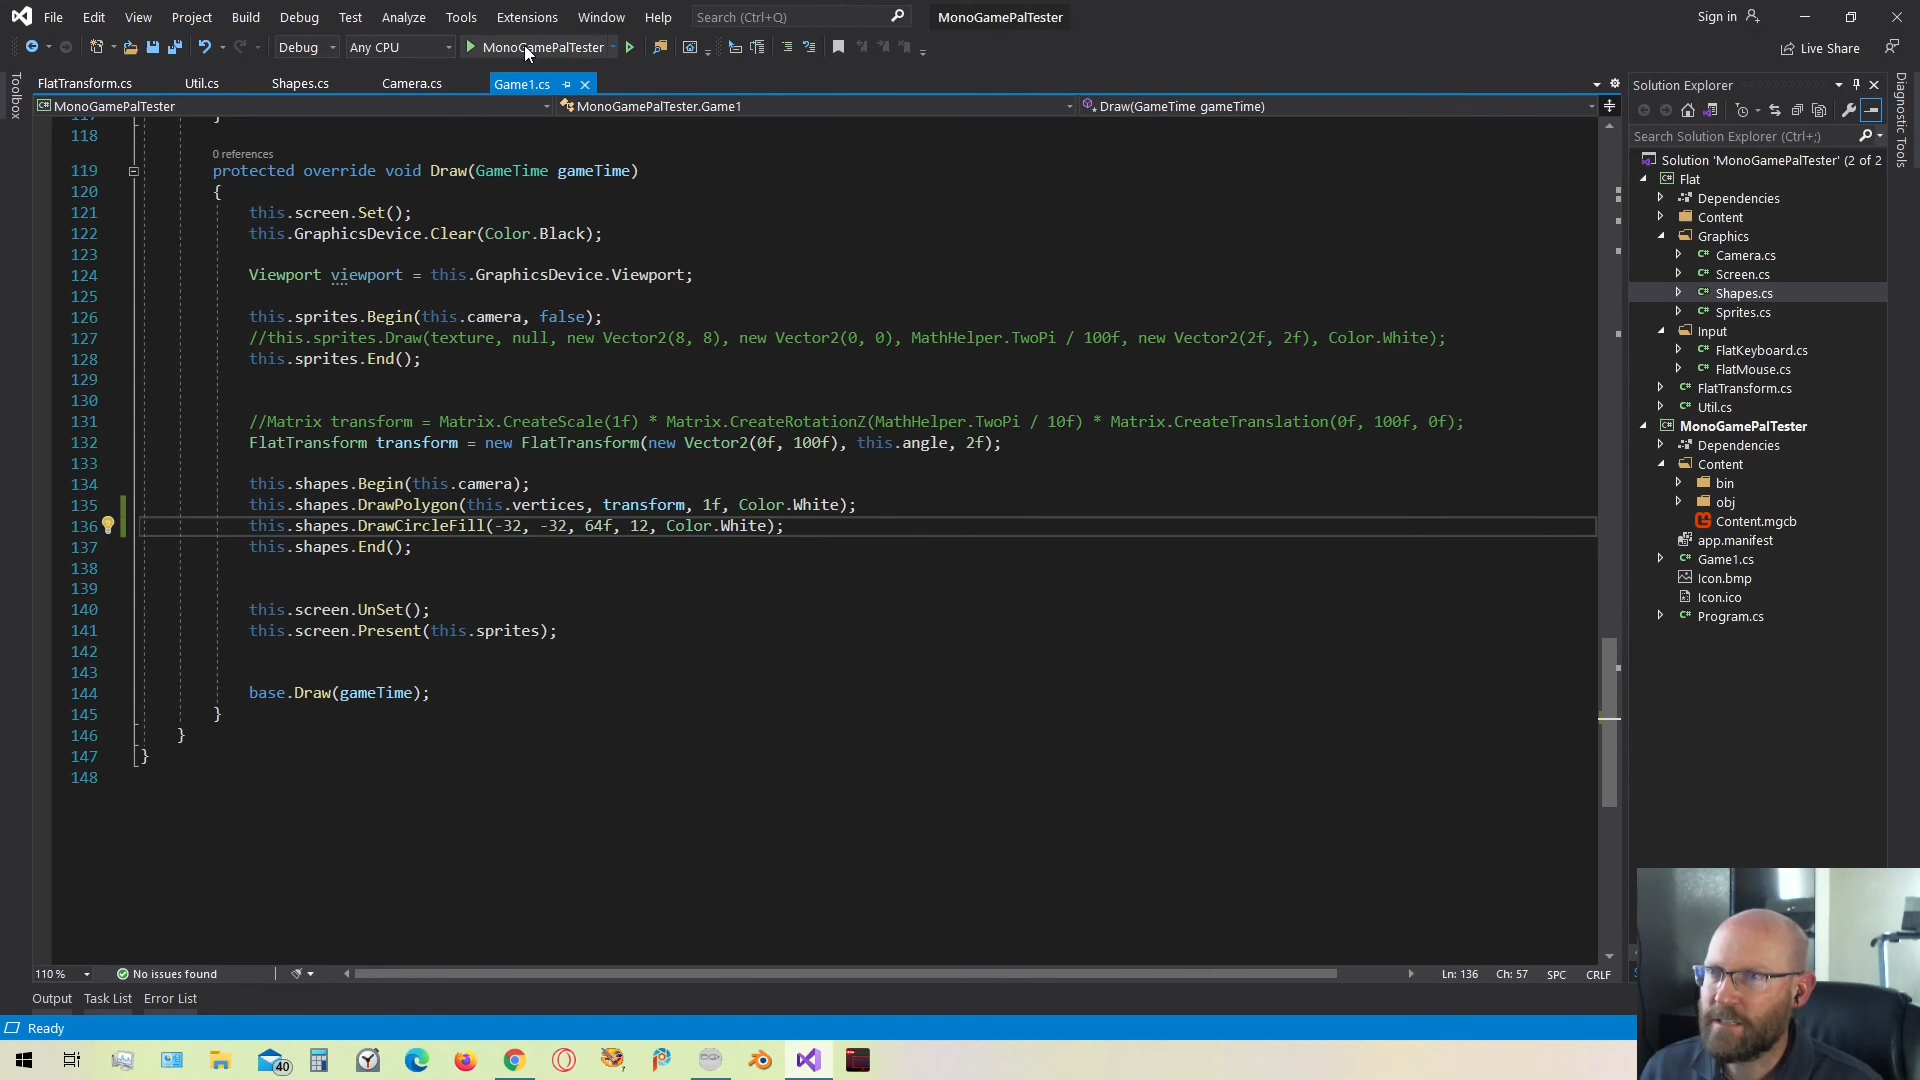 File Edit View Project Build Debug Test Analyze Tools Extensions Window Help Search (Ctrl+Q) MonoGamePalTester Sign in
Debug Any CPU MonoGamePalTester Live Share
FlatTransform.cs Util.cs Shapes.cs Camera.cs Game1.cs
MonoGamePalTester MonoGamePalTester.Game1 Draw(GameTime gameTime)
Toolbox
117 }
118
0 references
119 protected override void Draw(GameTime gameTime)
120 {
121 this.screen.Set();
122 this.GraphicsDevice.Clear(Color.Black);
123
124 Viewport viewport = this.GraphicsDevice.Viewport;
125
126 this.sprites.Begin(this.camera, false);
127 //this.sprites.Draw(texture, null, new Vector2(8, 8), new Vector2(0, 0), MathHelper.TwoPi / 100f, new Vector2(2f, 2f), Color.White);
128 this.sprites.End();
129
130
131 //Matrix transform = Matrix.CreateScale(1f) * Matrix.CreateRotationZ(MathHelper.TwoPi / 10f) * Matrix.CreateTranslation(0f, 100f, 0f);
132 FlatTransform transform = new FlatTransform(new Vector2(0f, 100f), this.angle, 2f);
133
134 this.shapes.Begin(this.camera);
135 this.shapes.DrawPolygon(this.vertices, transform, 1f, Color.White);
136 this.shapes.DrawCircleFill(-32, -32, 64f, 12, Color.White);
137 this.shapes.End();
138
139
140 this.screen.UnSet();
141 this.screen.Present(this.sprites);
142
143
144 base.Draw(gameTime);
145 }
146 }
147 }
148
110 % No issues found Ln: 136 Ch: 57 SPC CRLF
Output Task List Error List
Ready
Solution Explorer
Search Solution Explorer (Ctrl+;)
Solution 'MonoGamePalTester' (2 of 2
Flat
Dependencies
Content
Graphics
Camera.cs
Screen.cs
Shapes.cs
Sprites.cs
Input
FlatKeyboard.cs
FlatMouse.cs
FlatTransform.cs
Util.cs
MonoGamePalTester
Dependencies
Content
bin
obj
Content.mgcb
app.manifest
Game1.cs
Icon.bmp
Icon.ico
Program.cs
Diagnostic Tools
40